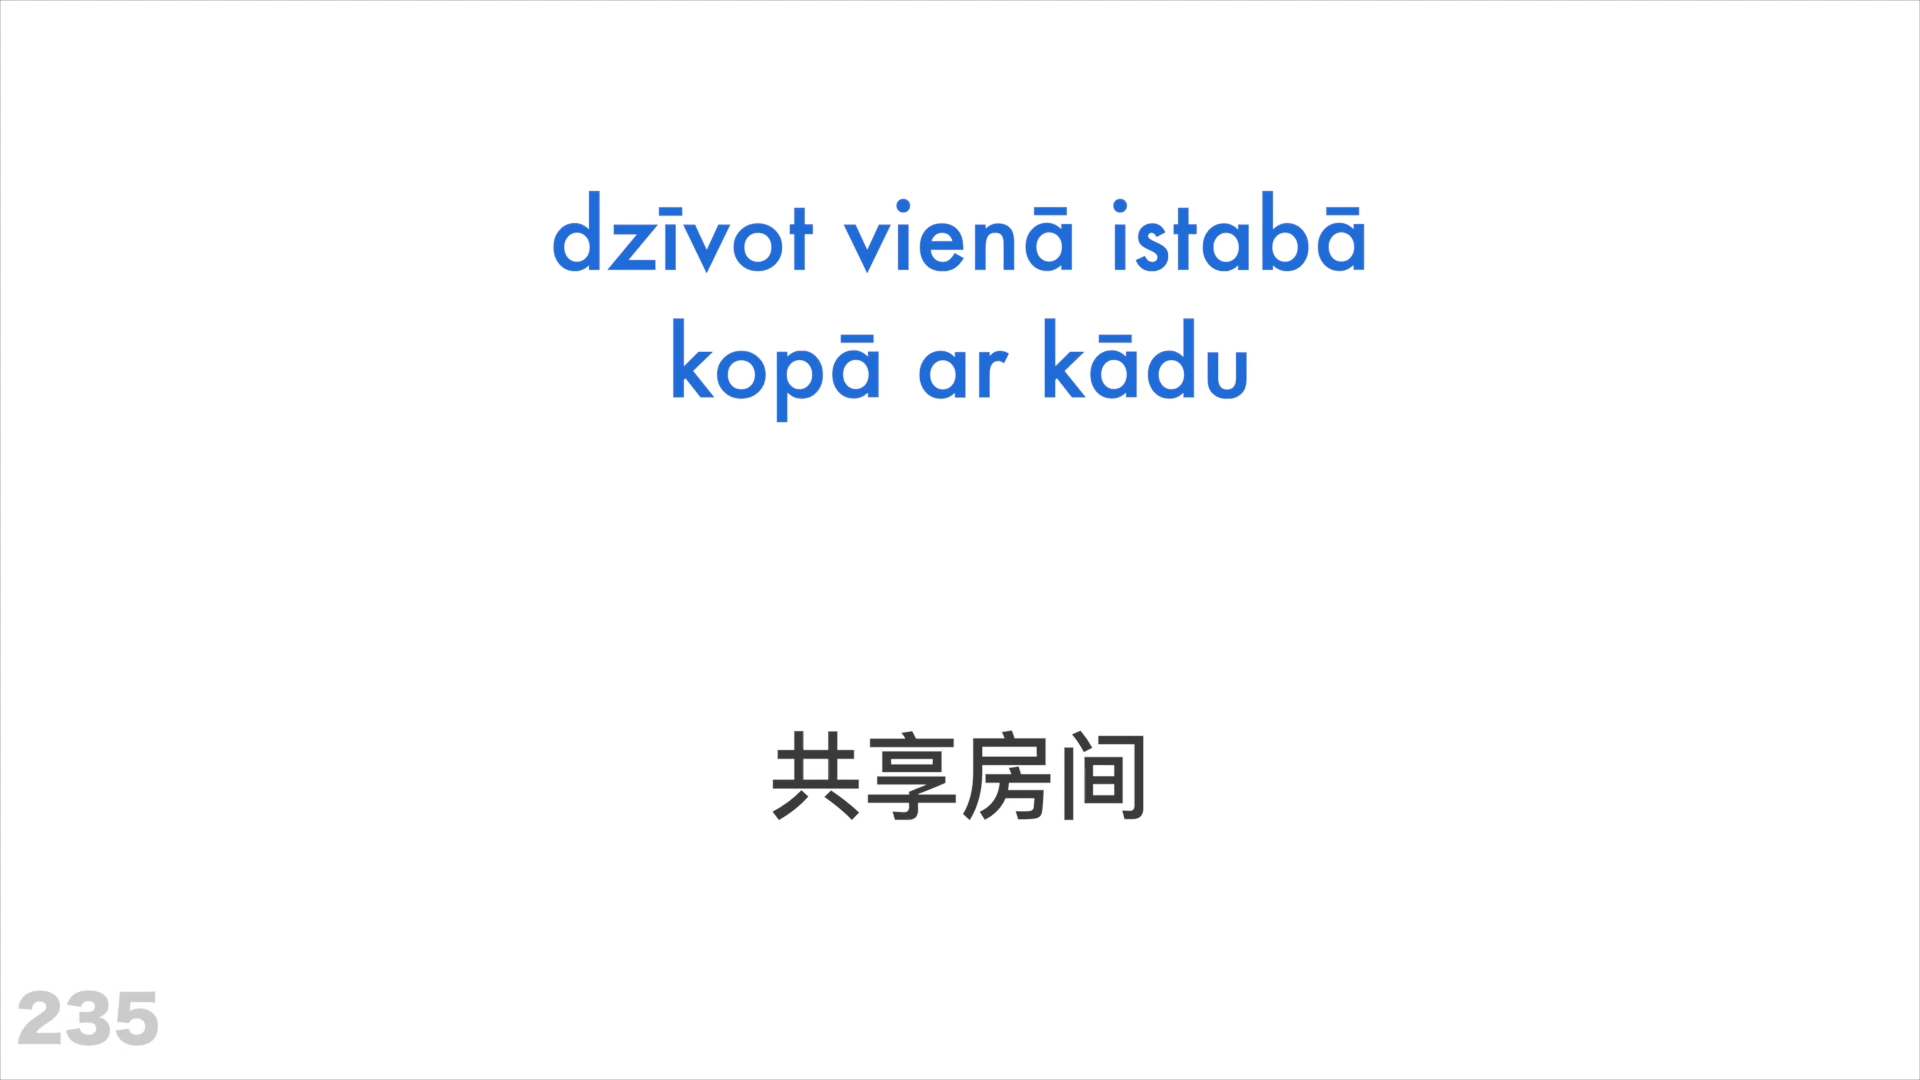 dzīvot vienā istabā
kopā ar kādu
共享房间
235